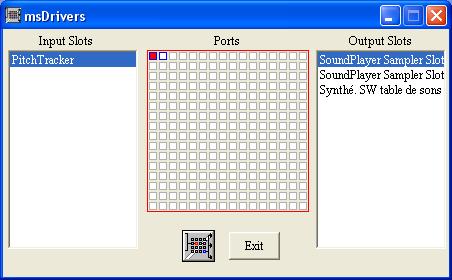 msDrivers
Input Slots
Ports
Output Slots
PitchTracker
SoundPlayer Sampler Slot
SoundPlayer Sampler Slot
Synthé. SW table de sons
Exit